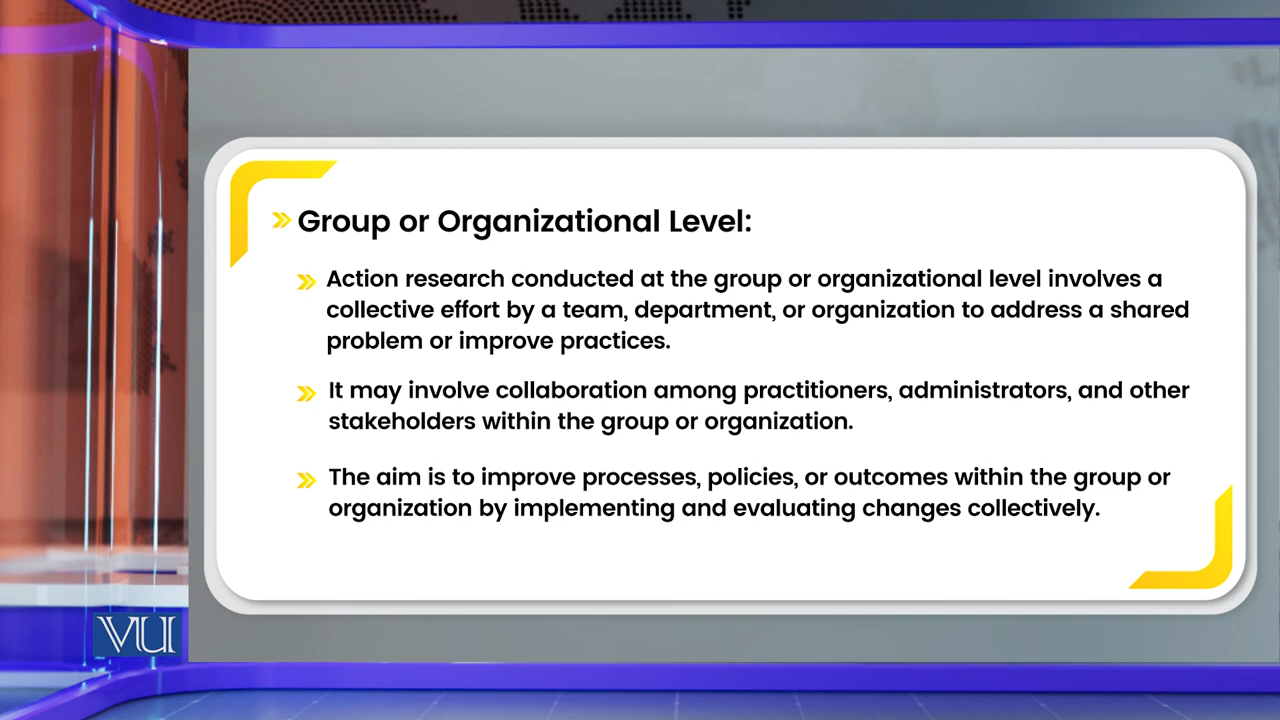 Group or Organizational Level:
Action research conducted at the group or organizational level involves a
collective effort by a team, department, or organization to address a shared
problem or improve practices.
It may involve collaboration among practitioners, administrators, and other
stakeholders within the group or organization.
The aim is to improve processes, policies, or outcomes within the group or
organization by implementing and evaluating changes collectively.
VU